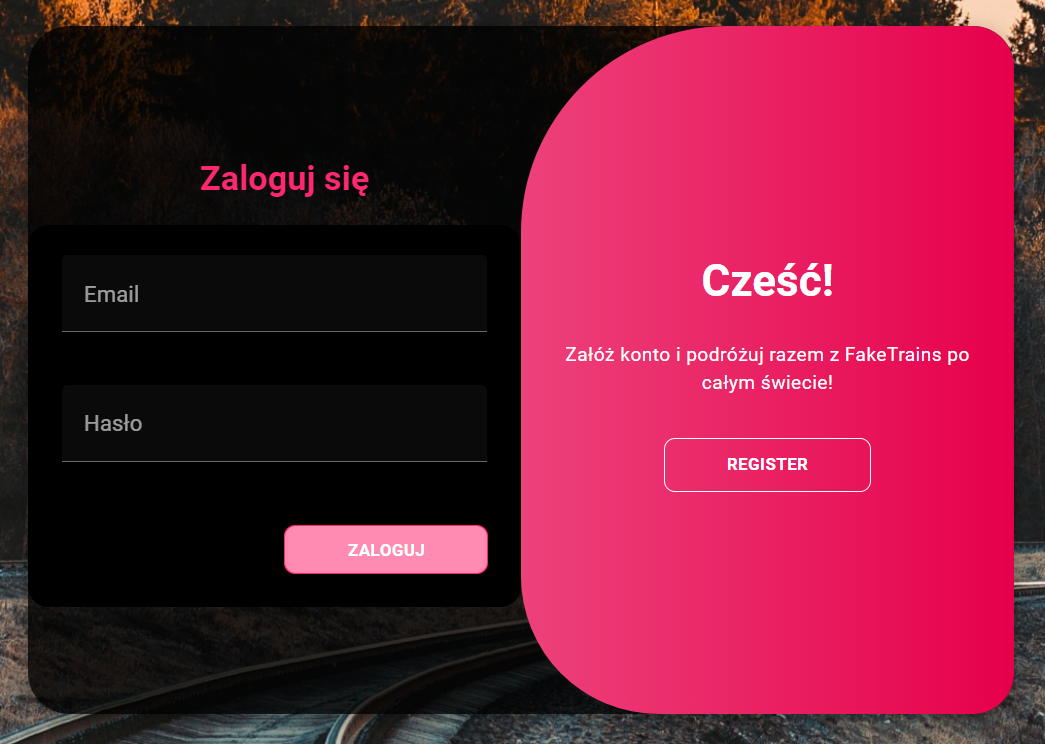 Zaloguj się
Email
Hasło
ZALOGUJ
Cześć!
Załóż konto i podróżuj razem z FakeTrains po
całym świecie!
REGISTER